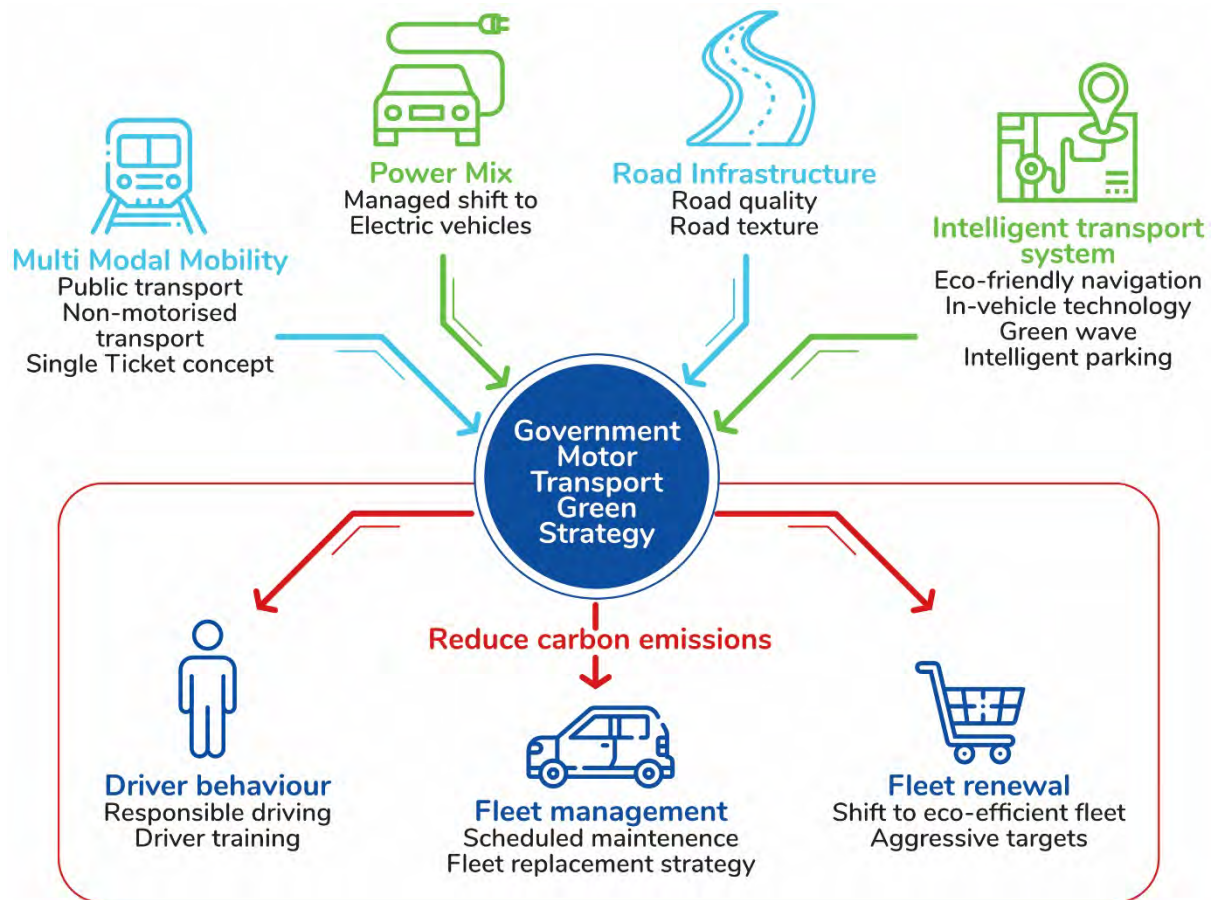 Power Mix
Managed shift to
Electric vehicles
Road Infrastructure
Road quality
Road texture
Multi Modal Mobility
Public transport
Non-motorised
transport
Single Ticket concept
Intelligent transport
system
Eco-friendly navigation
In-vehicle technology
Green wave
Intelligent parking
Government
Motor
Transport
Green
Strategy
Reduce carbon emissions
Driver behaviour
Responsible driving
Driver training
Fleet management
Scheduled maintenence
Fleet replacement strategy
Fleet renewal
Shift to eco-efficient fleet
Aggressive targets